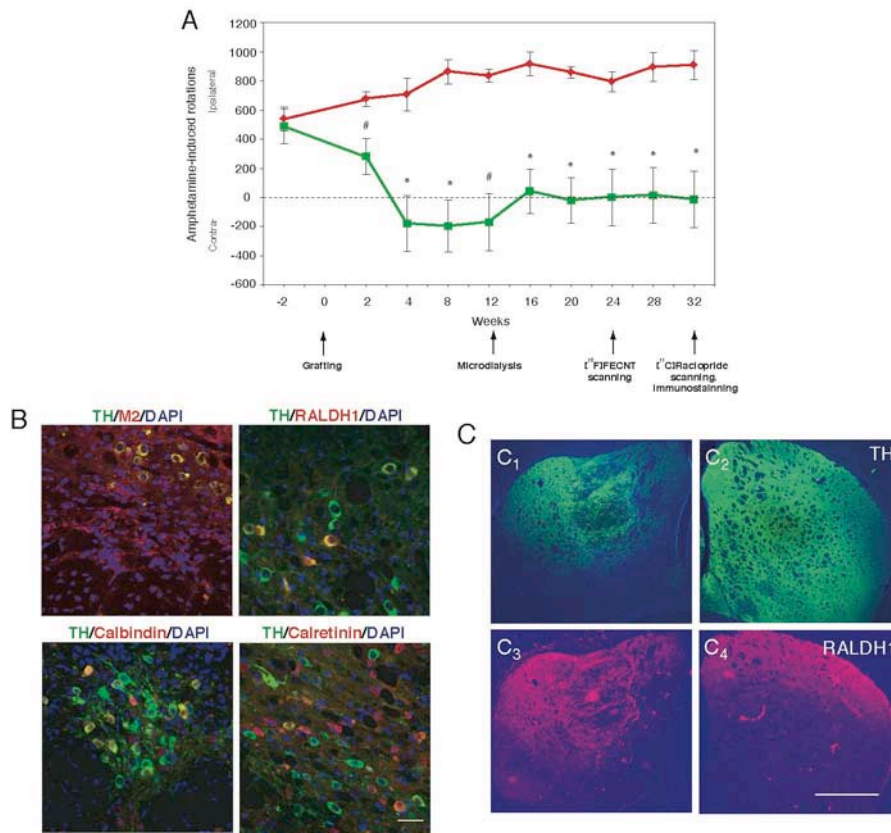 A
Amphetamine-induced rotations
Contra- Ipsilateral
1200
1000
800
600
400
200
0
-200
-400
-600
# * * # * * * * *
-2 0 2 4 8 12 16 20 24 28 32
Weeks
Grafting
Microdialysis
[18F]FECNT
scanning
[11C]Raclopride
scanning,
immunostainning
B
TH/M2/DAPI
TH/RALDH1/DAPI
TH/Calbindin/DAPI
TH/Calretinin/DAPI
C
C1
C2
TH
C3
C4
RALDH1